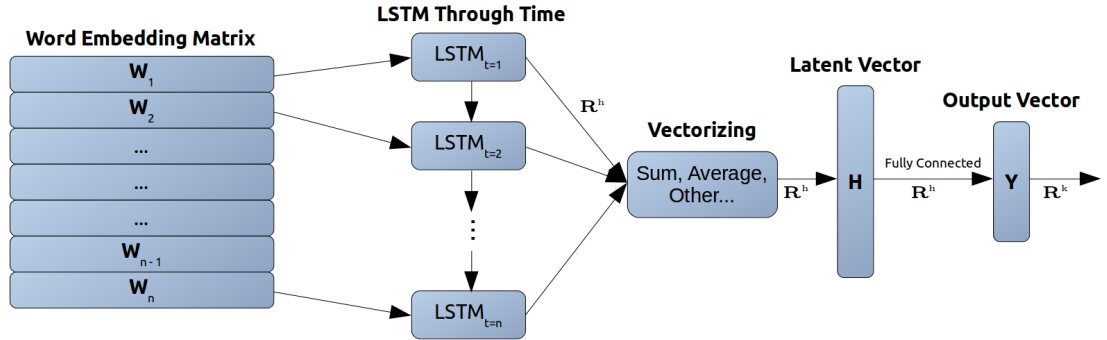 Word Embedding Matrix
W1
W2
...
...
...
Wn-1
Wn
LSTM Through Time
LSTMt=1
LSTMt=2
...
LSTMt=n
Rh
Vectorizing
Sum, Average,
Other...
Rh
Latent Vector
H
Fully Connected
Rh
Output Vector
Y
Rk